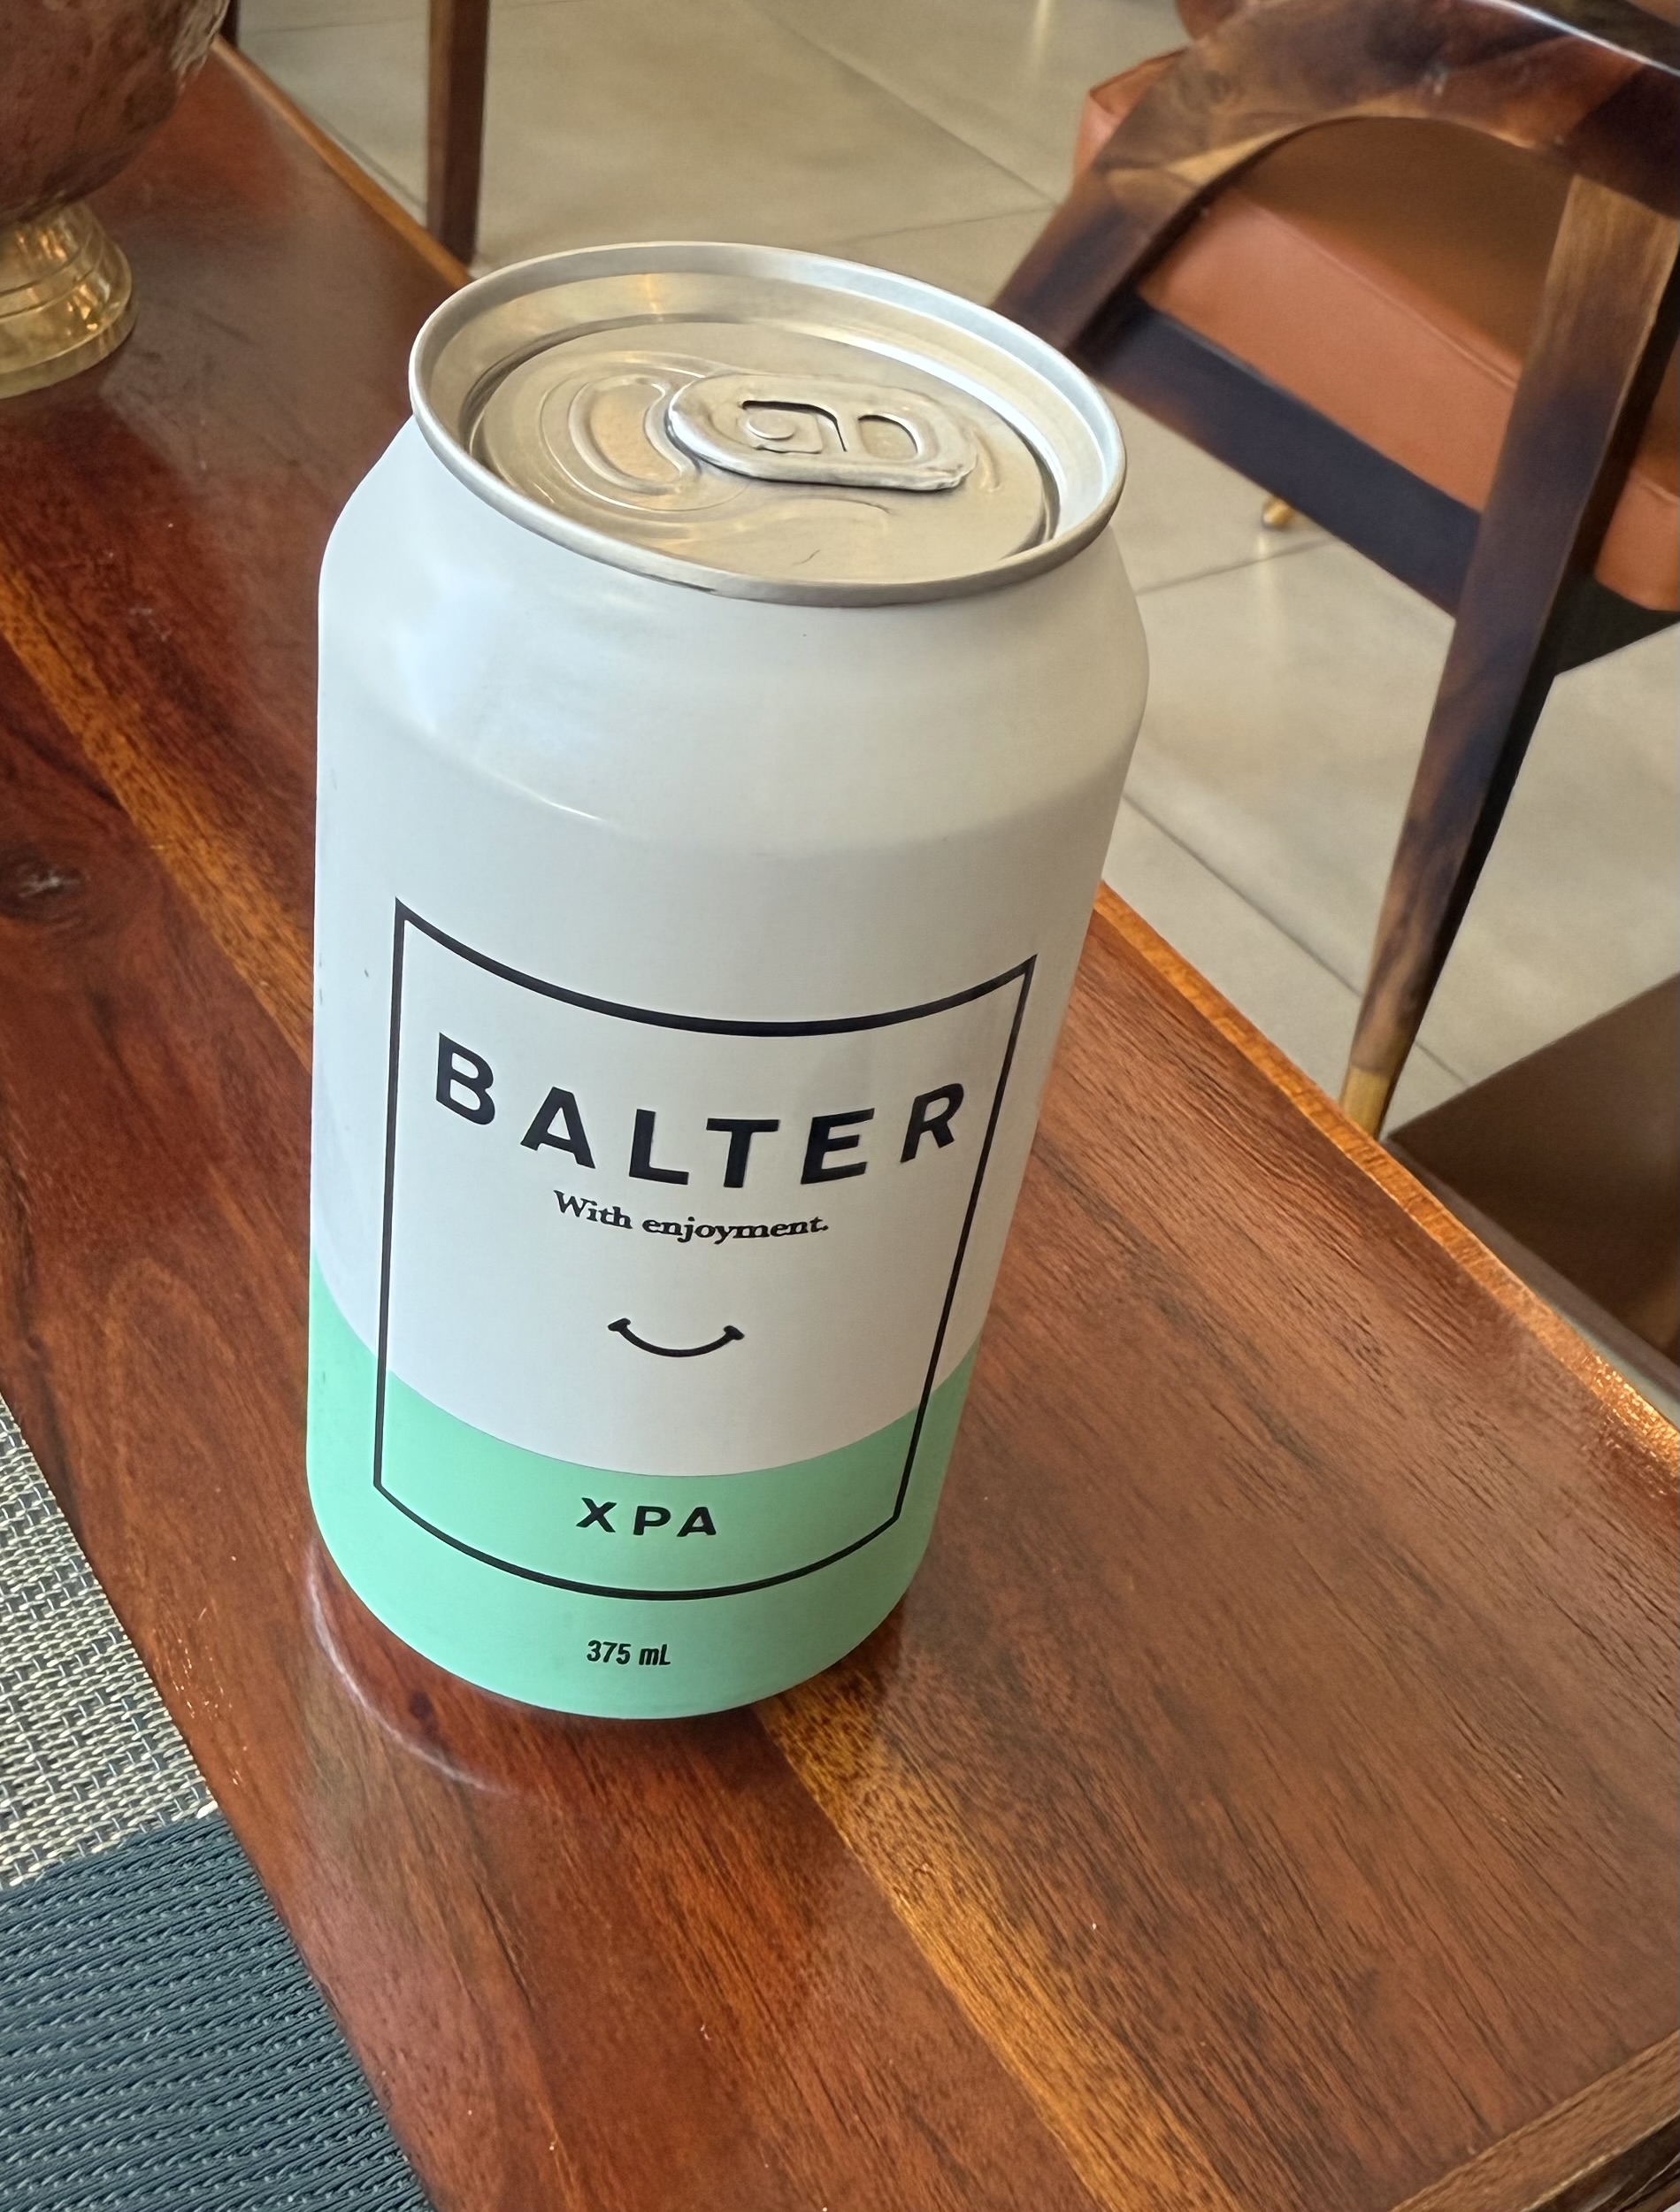 BALTER
With enjoyment.
XPA
375 mL